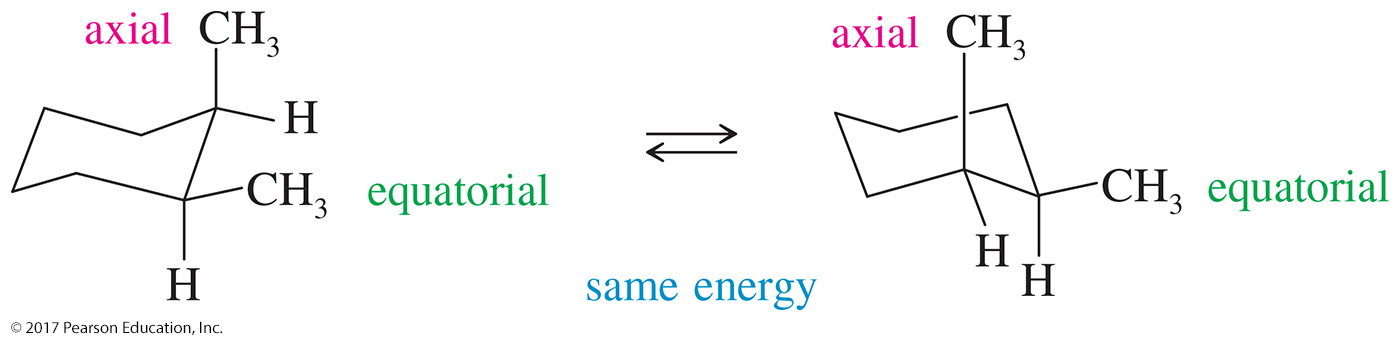 axial CH₃
H
CH₃ equatorial
H
axial CH₃
CH₃ equatorial
H
H
same energy
© 2017 Pearson Education, Inc.